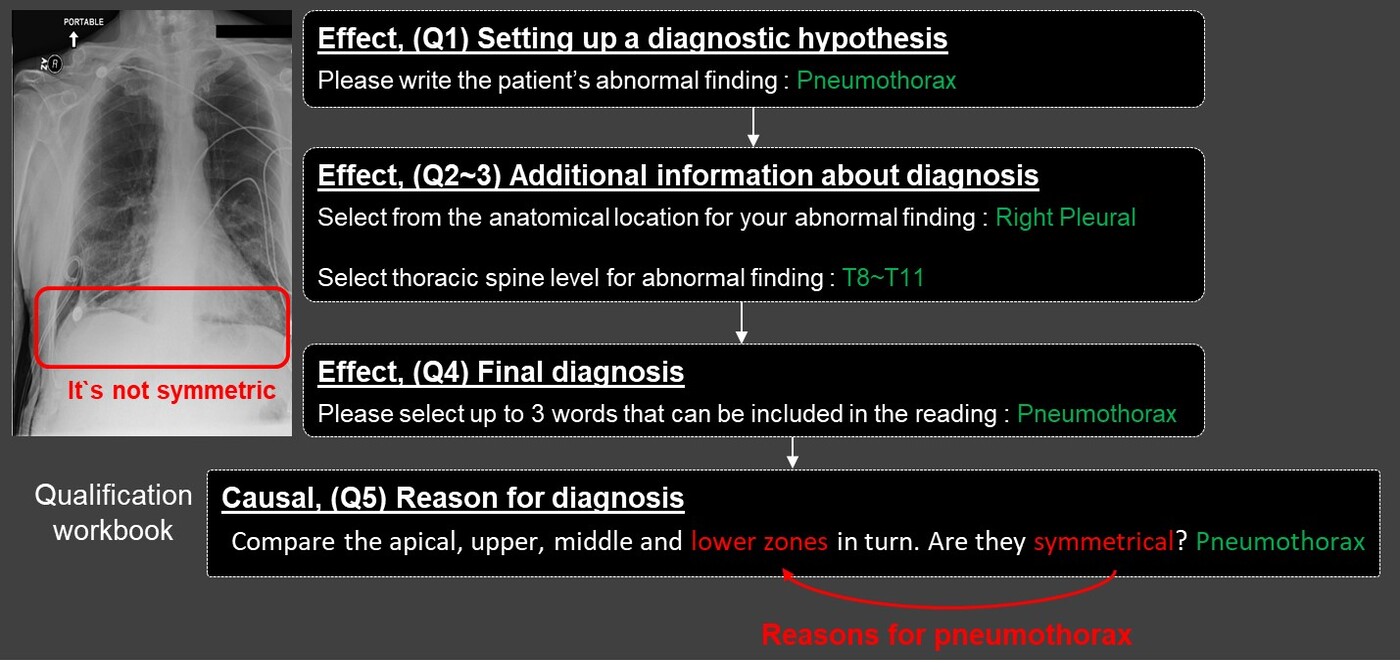 PORTABLE
R
Effect, (Q1) Setting up a diagnostic hypothesis
Please write the patient's abnormal finding : Pneumothorax
Effect, (Q2~3) Additional information about diagnosis
Select from the anatomical location for your abnormal finding : Right Pleural
Select thoracic spine level for abnormal finding : T8~T11
It`s not symmetric
Effect, (Q4) Final diagnosis
Please select up to 3 words that can be included in the reading : Pneumothorax
Qualification
workbook
Causal, (Q5) Reason for diagnosis
Compare the apical, upper, middle and lower zones in turn. Are they symmetrical? Pneumothorax
Reasons for pneumothorax